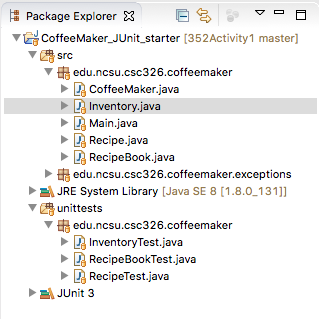 Package Explorer
CoffeeMaker_JUnit_starter [352Activity1 master]
src
edu.ncsu.csc326.coffeemaker
CoffeeMaker.java
Inventory.java
Main.java
Recipe.java
RecipeBook.java
edu.ncsu.csc326.coffeemaker.exceptions
JRE System Library [Java SE 8 [1.8.0_131]]
unittests
edu.ncsu.csc326.coffeemaker
InventoryTest.java
RecipeBookTest.java
RecipeTest.java
JUnit 3